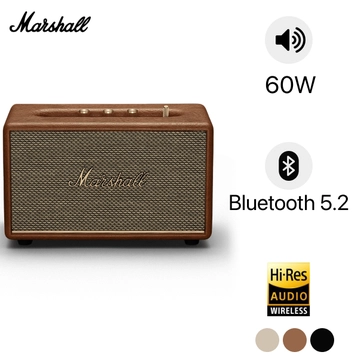 Marshall
60W
Marshall
Bluetooth 5.2
Hi-Res
AUDIO
WIRELESS